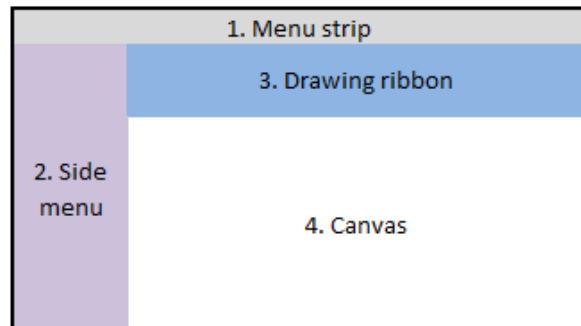 1. Menu strip
3. Drawing ribbon
2. Side
menu
4. Canvas